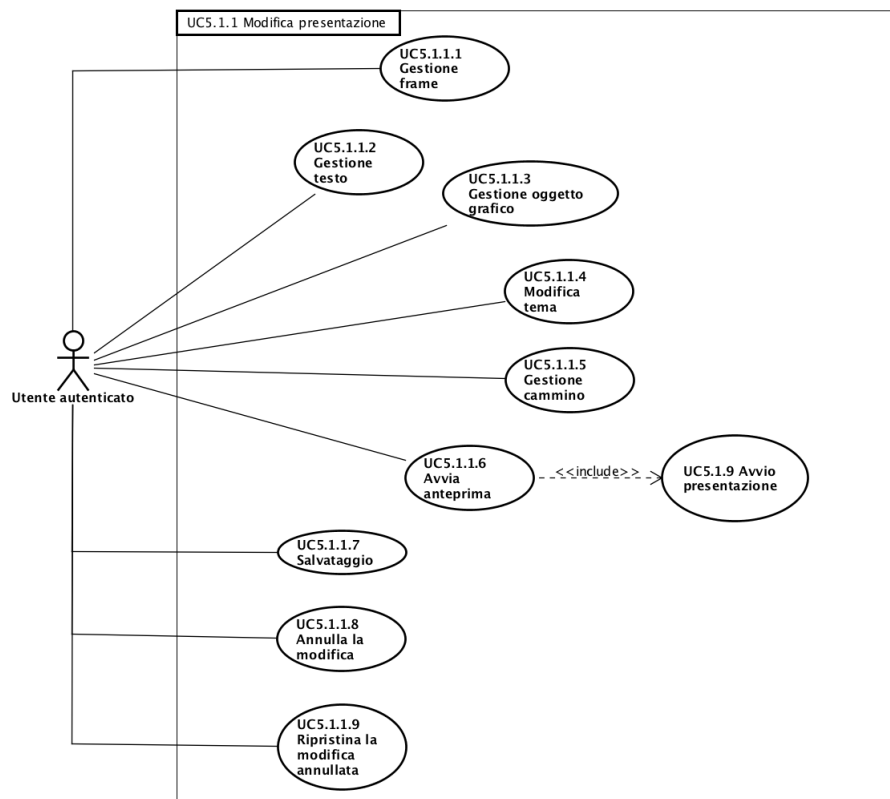 UC5.1.1 Modifica presentazione
UC5.1.1.1
Gestione
frame
UC5.1.1.2
Gestione
testo
UC5.1.1.3
Gestione oggetto
grafico
UC5.1.1.4
Modifica
tema
Utente autenticato
UC5.1.1.5
Gestione
cammino
UC5.1.1.6
Avvia
anteprima
<<include>>
UC5.1.9 Avvio
presentazione
UC5.1.1.7
Salvataggio
UC5.1.1.8
Annulla la
modifica
UC5.1.1.9
Ripristina la
modifica
annullata